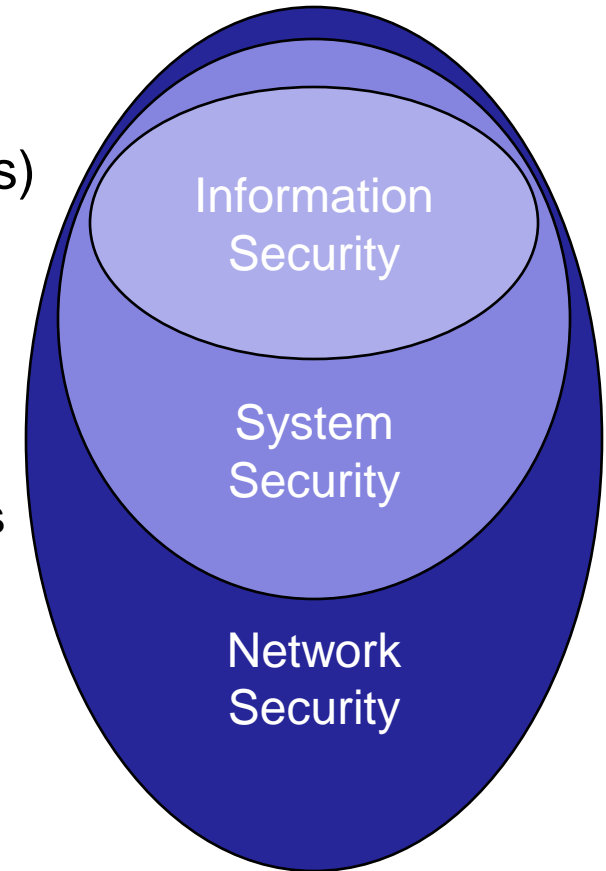 s)
Information
Security
System
Security
s
Network
Security